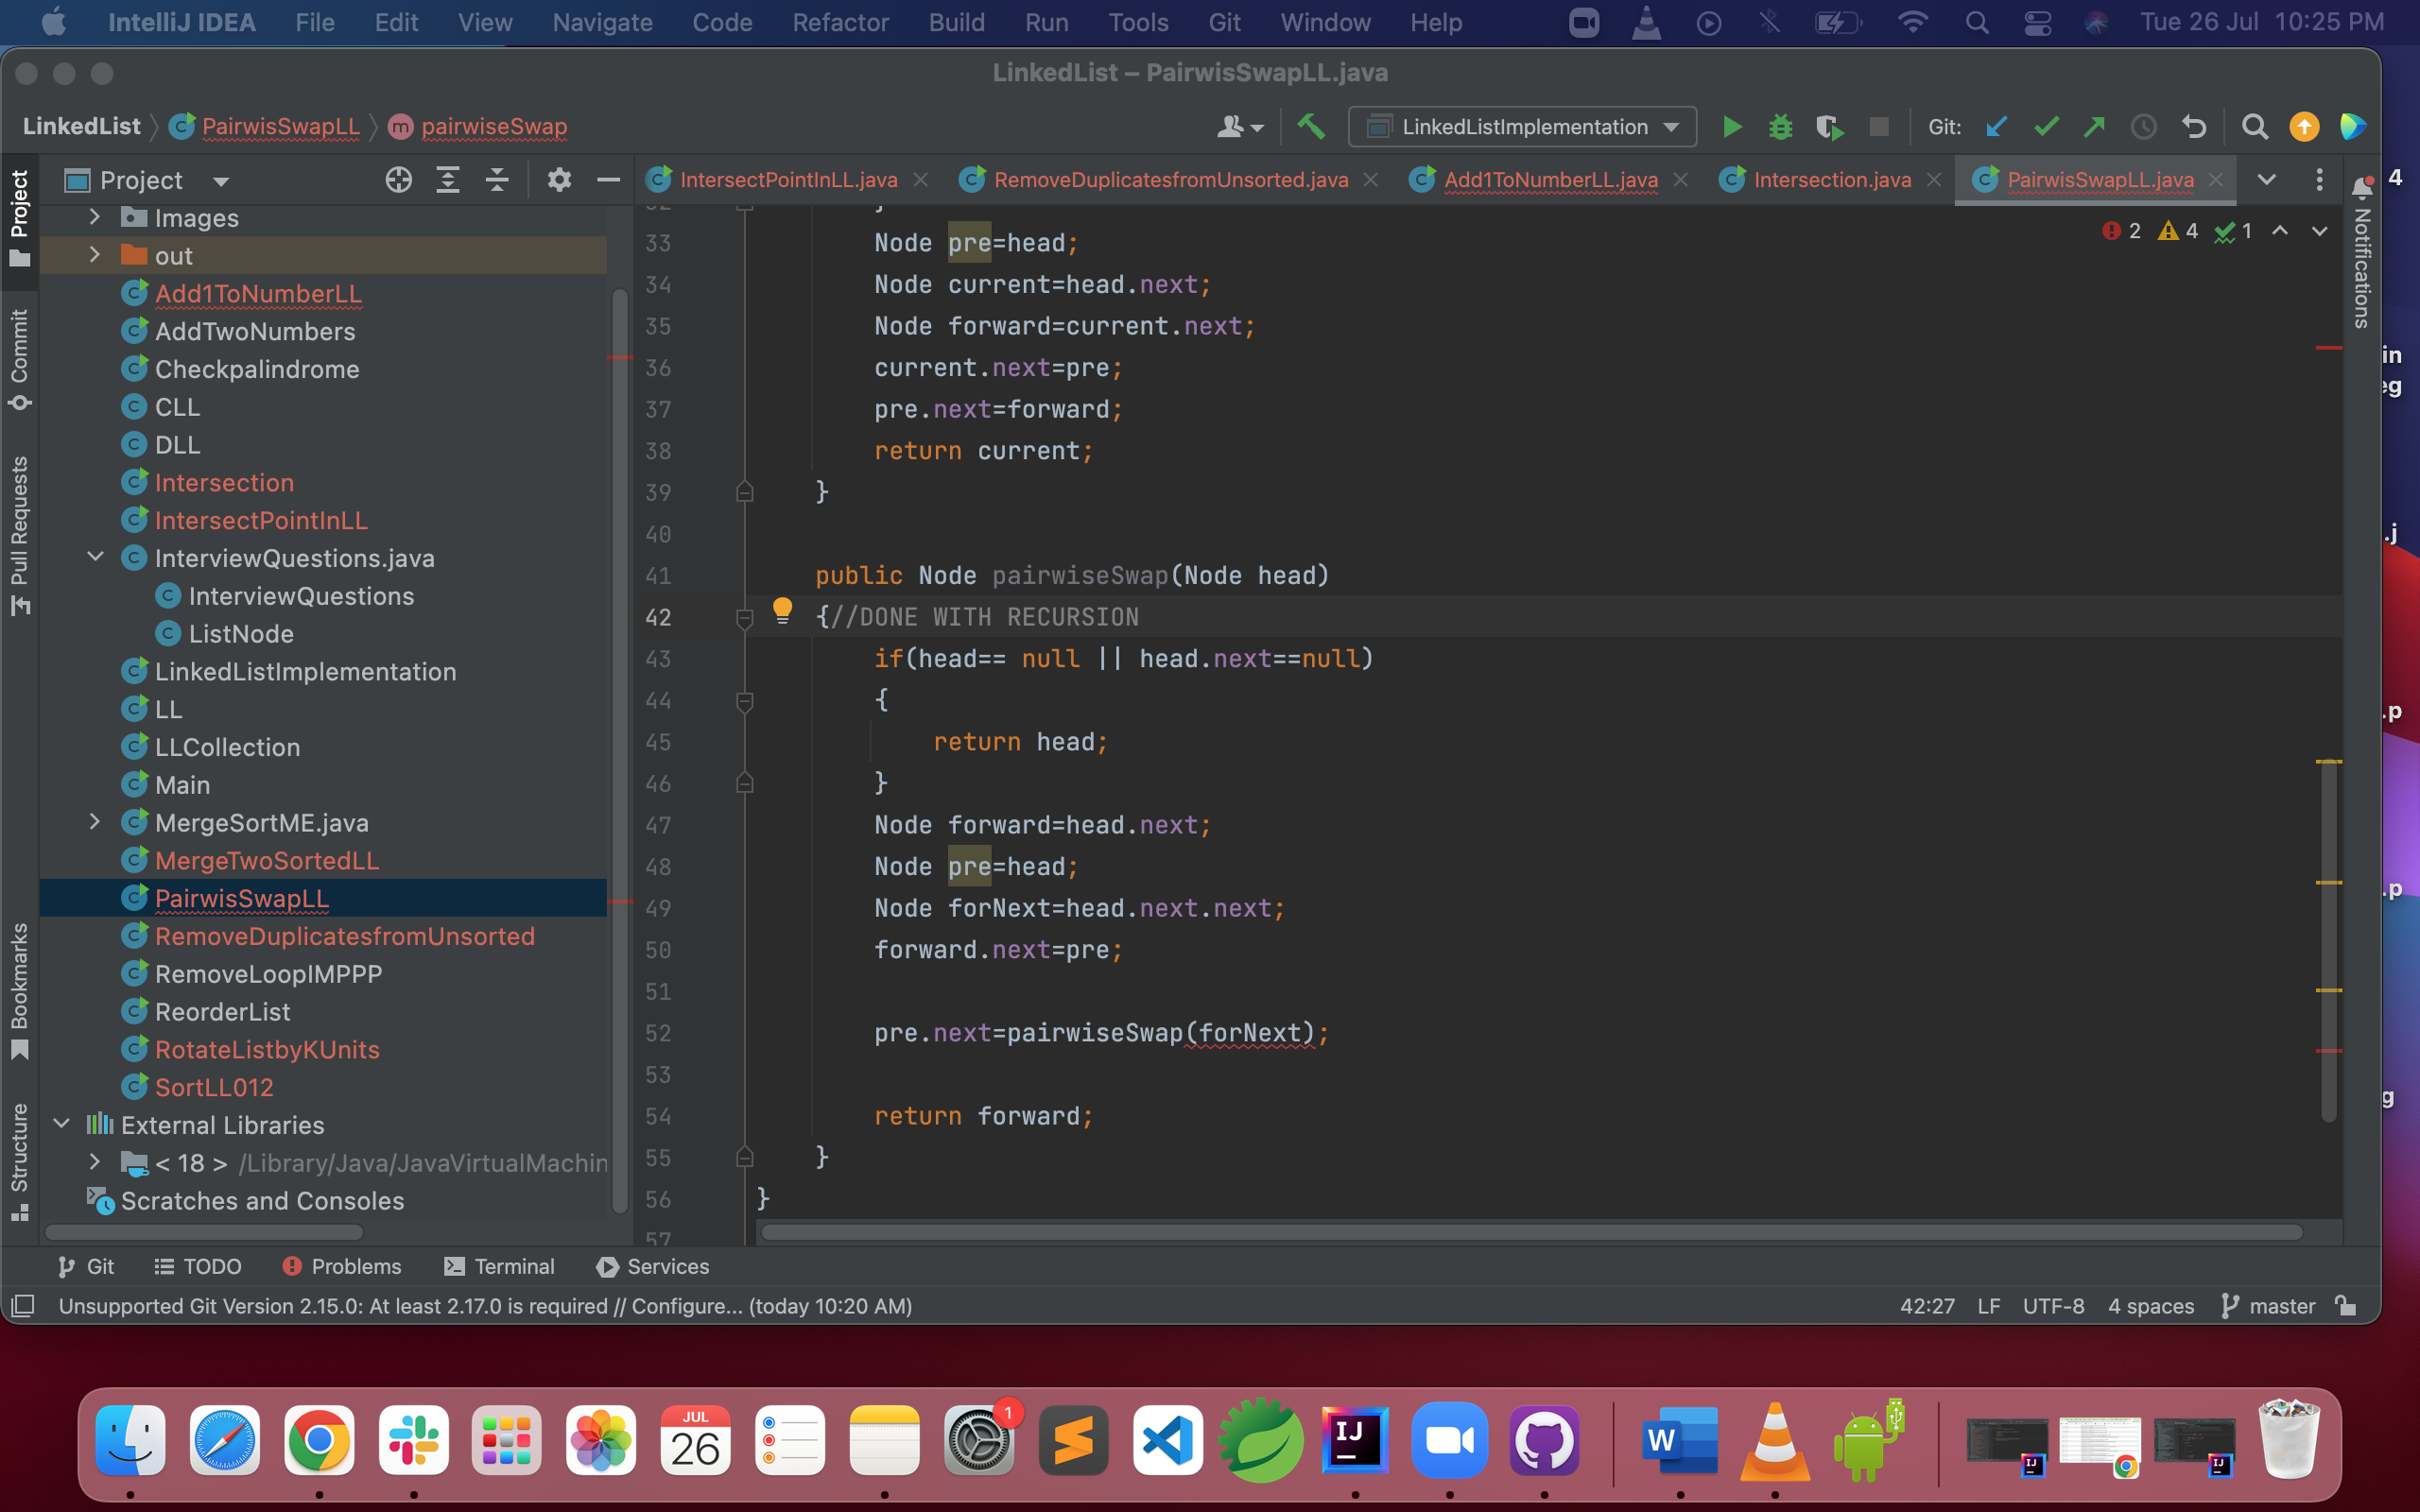 IntelliJ IDEA File Edit View Navigate Code Refactor Build Run Tools Git Window Help Tue 26 Jul 10:25 PM
LinkedList – PairwisSwapLL.java
LinkedList PairwisSwapLL m pairwiseSwap LinkedListImplementation Git:
Project
IntersectPointInLL.java RemoveDuplicatesfromUnsorted.java Add1ToNumberLL.java Intersection.java PairwisSwapLL.java
Project
Commit
Pull Requests
Bookmarks
Structure
Notifications
Images
out
Add1ToNumberLL
AddTwoNumbers
Checkpalindrome
CLL
DLL
Intersection
IntersectPointInLL
InterviewQuestions.java
InterviewQuestions
ListNode
LinkedListImplementation
LL
LLCollection
Main
MergeSortME.java
MergeTwoSortedLL
PairwisSwapLL
RemoveDuplicatesfromUnsorted
RemoveLoopIMPPP
ReorderList
RotateListbyKUnits
SortLL012
External Libraries
< 18 > /Library/Java/JavaVirtualMachin
Scratches and Consoles
2 4 1
32 }
33 Node pre=head;
34 Node current=head.next;
35 Node forward=current.next;
36 current.next=pre;
37 pre.next=forward;
38 return current;
39 }
40
41 public Node pairwiseSwap(Node head)
42 {//DONE WITH RECURSION
43 if(head== null || head.next==null)
44 {
45 return head;
46 }
47 Node forward=head.next;
48 Node pre=head;
49 Node forNext=head.next.next;
50 forward.next=pre;
51
52 pre.next=pairwiseSwap(forNext);
53
54 return forward;
55 }
56 }
57
4
in
eg
.j
.p
.p
g
Git TODO Problems Terminal Services
Unsupported Git Version 2.15.0: At least 2.17.0 is required // Configure... (today 10:20 AM) 42:27 LF UTF-8 4 spaces master
JUL
26
1
IJ
W
IJ
IJ